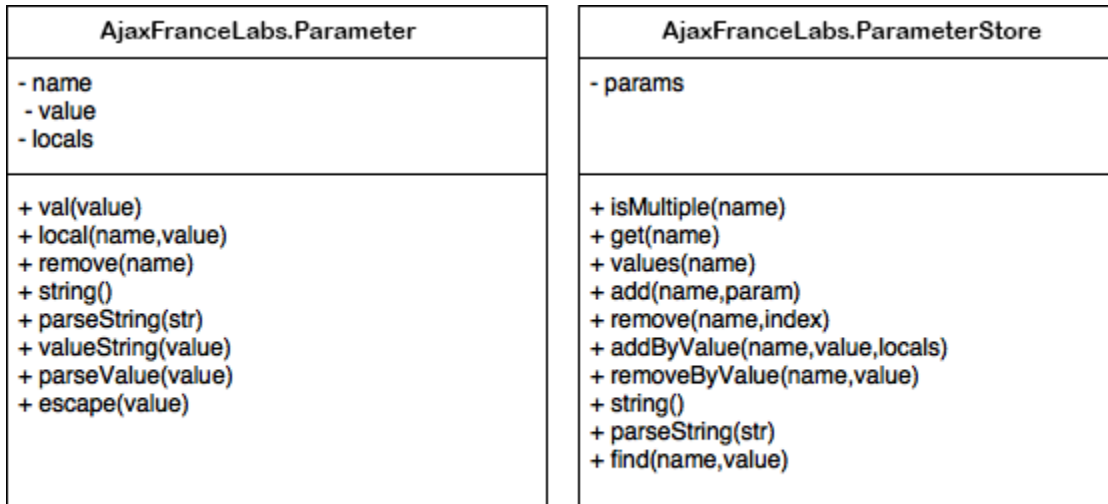 AjaxFranceLabs.Parameter
- name
- value
- locals
+ val(value)
+ local(name,value)
+ remove(name)
+ string()
+ parseString(str)
+ valueString(value)
+ parseValue(value)
+ escape(value)
AjaxFranceLabs.ParameterStore
- params
+ isMultiple(name)
+ get(name)
+ values(name)
+ add(name,param)
+ remove(name,index)
+ addByValue(name,value,locals)
+ removeByValue(name,value)
+ string()
+ parseString(str)
+ find(name,value)